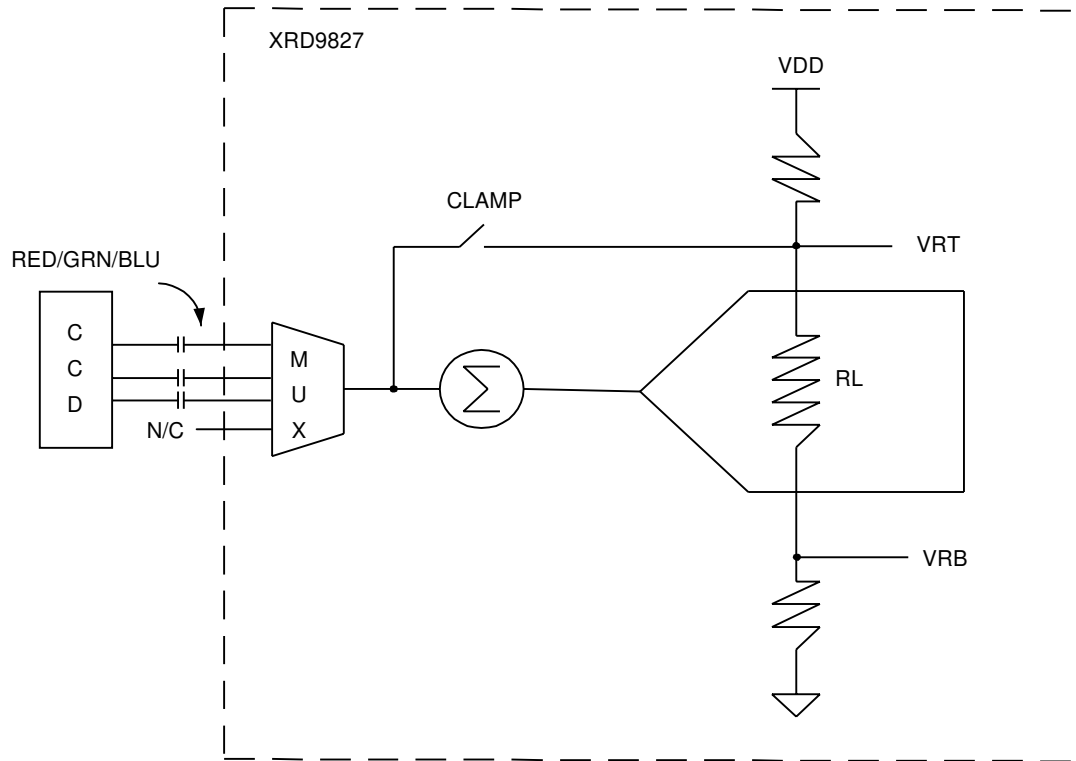 XRD9827
VDD
CLAMP
VRT
RED/GRN/BLU
C
C
D
M
U
X
N/C
Σ
RL
VRB